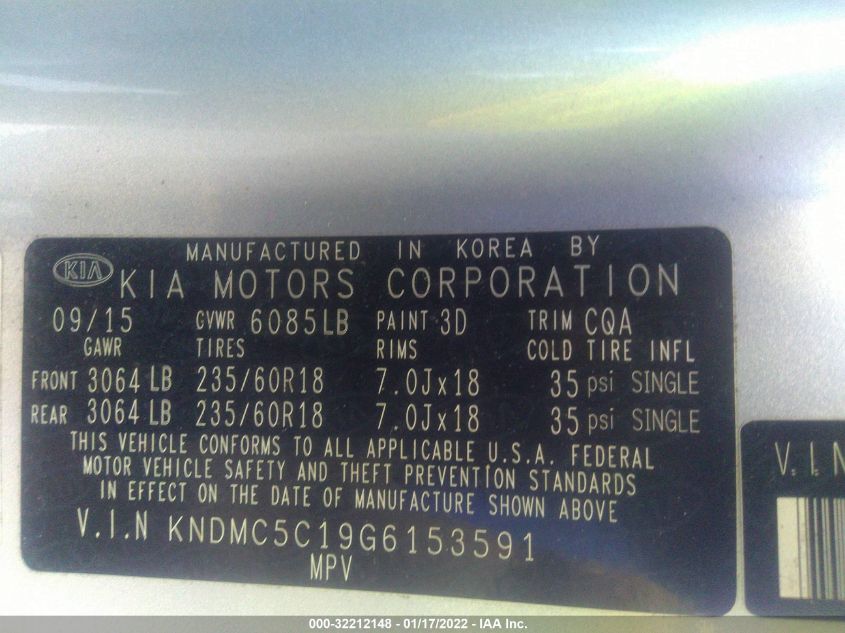 MANUFACTURED IN KOREA BY
KIA KIA MOTORS CORPORATION
09/15 GVWR 6085LB PAINT 3D TRIM CQA
GAWR TIRES RIMS COLD TIRE INFL
FRONT 3064 LB 235/60R18 7.0Jx18 35 psi SINGLE
REAR 3064 LB 235/60R18 7.0Jx18 35 psi SINGLE
THIS VEHICLE CONFORMS TO ALL APPLICABLE U.S.A. FEDERAL
MOTOR VEHICLE SAFETY AND THEFT PREVENTION STANDARDS
IN EFFECT ON THE DATE OF MANUFACTURE SHOWN ABOVE
V.I.N KNDMC5C19G6153591
MPV
V.I.N
000-32212148 - 01/17/2022 - IAA Inc.